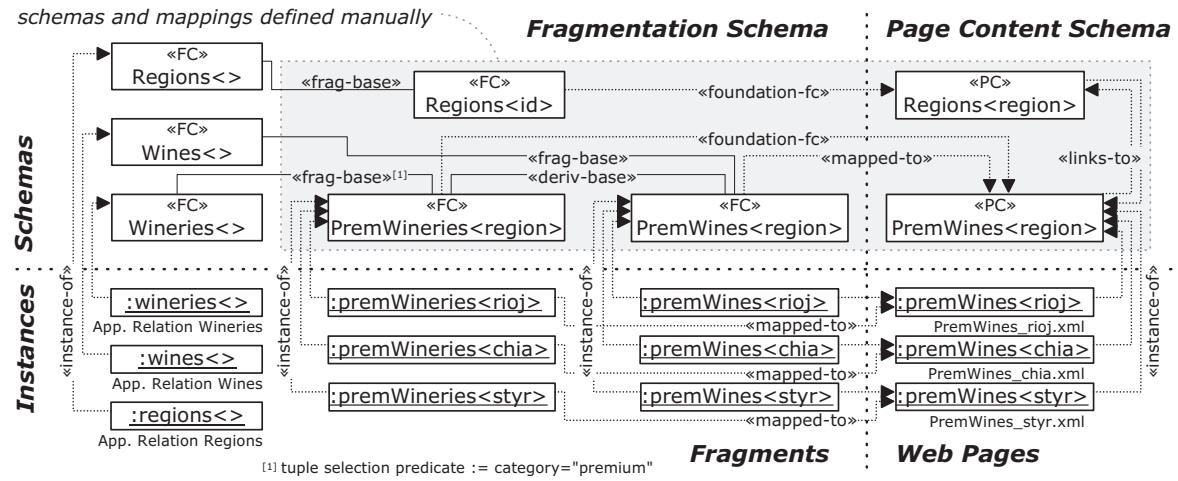 schemas and mappings defined manually
Fragmentation Schema
Page Content Schema
Schemas
«FC»
Regions<>
«frag-base»
«FC»
Regions<id>
«foundation-fc»
«PC»
Regions<region>
«FC»
Wines<>
«foundation-fc»
«frag-base»
«mapped-to»
«links-to»
«frag-base»[1]
«deriv-base»
«FC»
Wineries<>
«FC»
PremWineries<region>
«FC»
PremWines<region>
«PC»
PremWines<region>
Instances
«instance-of»
«instance-of»
«instance-of»
«instance-of»
:wineries<>
App. Relation Wineries
:premWineries<rioj>
:premWines<rioj>
:premWines<rioj>
«mapped-to»
PremWines_rioj.xml
:wines<>
App. Relation Wines
:premWineries<chia>
:premWines<chia>
:premWines<chia>
«mapped-to»
PremWines_chia.xml
:regions<>
App. Relation Regions
:premWineries<styr>
:premWines<styr>
:premWines<styr>
«mapped-to»
PremWines_styr.xml
Fragments
Web Pages
[1] tuple selection predicate := category="premium"